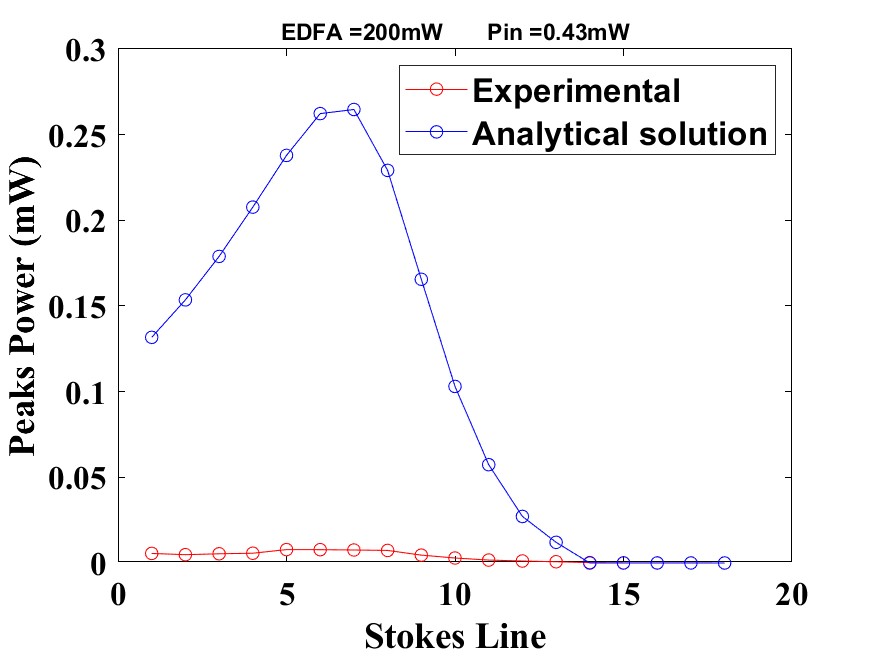 EDFA =200mW Pin =0.43mW
Experimental
Analytical solution
Peaks Power (mW)
0.3
0.25
0.2
0.15
0.1
0.05
0
0 5 10 15 20
Stokes Line